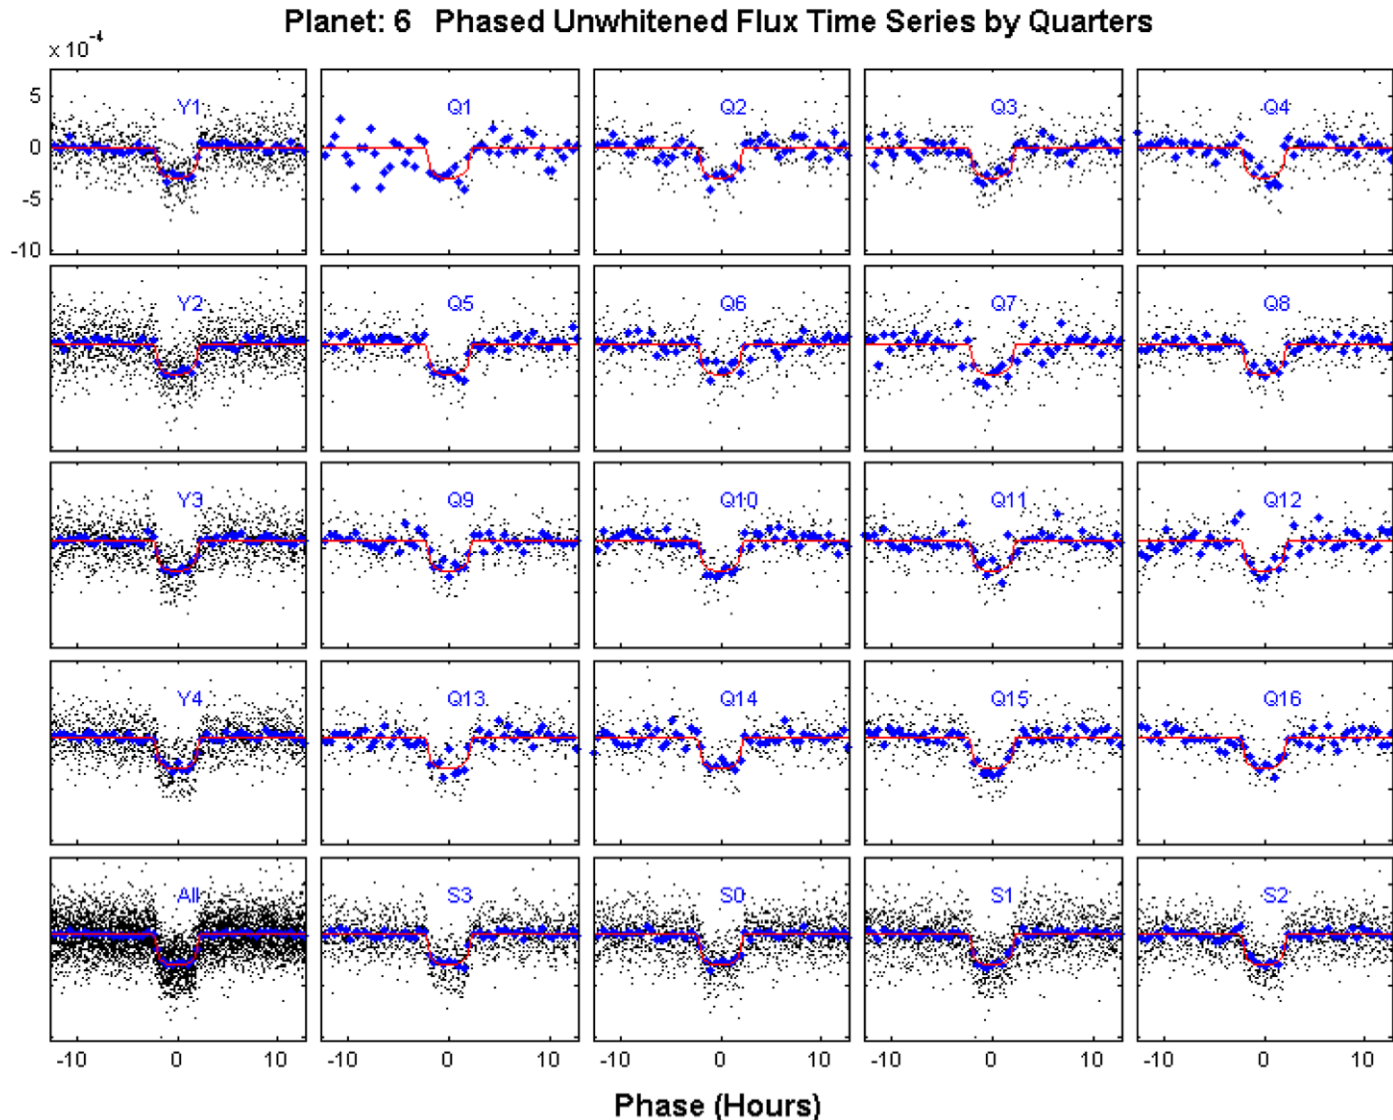 Planet: 6 Phased Unwhitened Flux Time Series by Quarters
x 10⁻⁴
5
0
-5
-10
Y1 Q1 Q2 Q3 Q4
Y2 Q5 Q6 Q7 Q8
Y3 Q9 Q10 Q11 Q12
Y4 Q13 Q14 Q15 Q16
All S3 S0 S1 S2
-10 0 10 -10 0 10 -10 0 10 -10 0 10 -10 0 10
Phase (Hours)